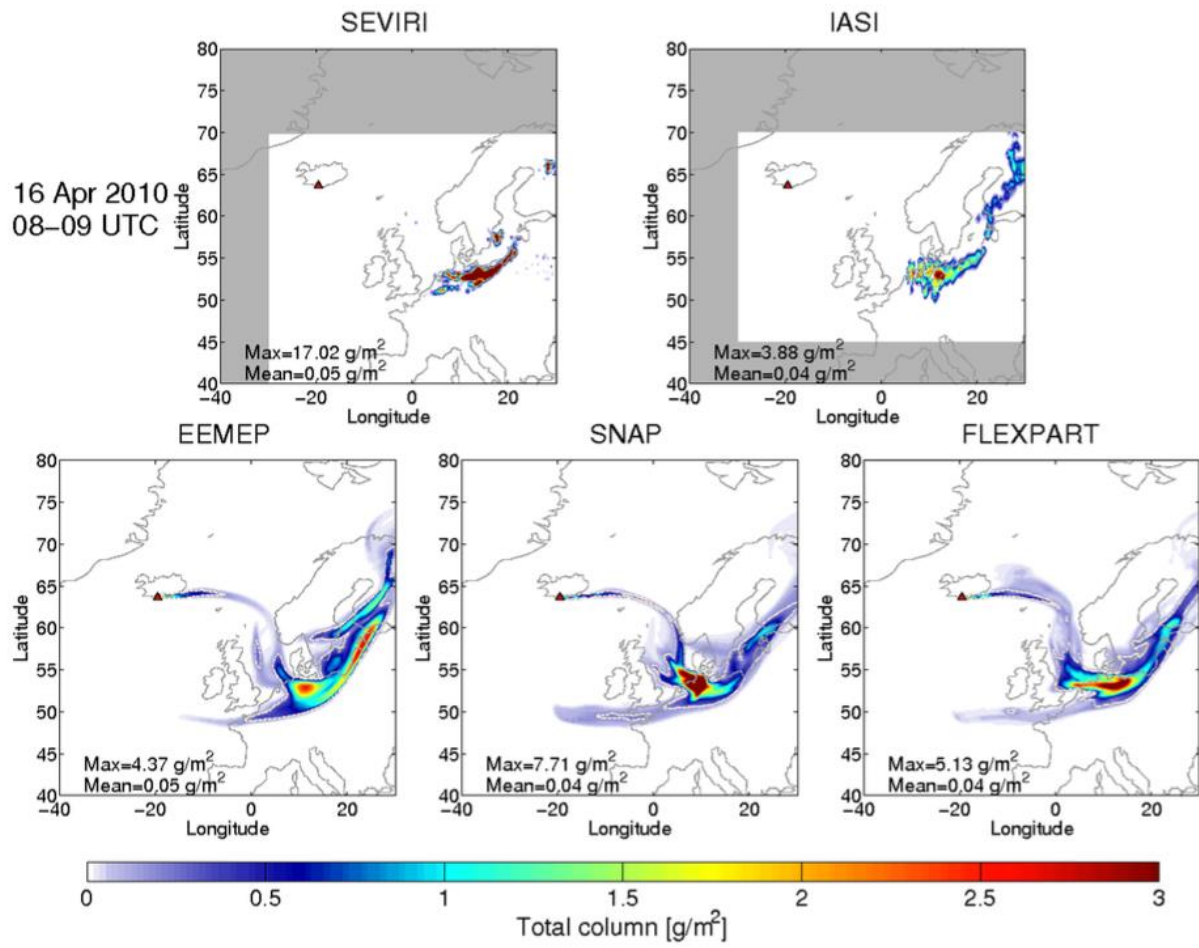 SEVIRI
IASI
16 Apr 2010
08–09 UTC
Latitude
80
75
70
65
60
55
50
45
40
Max=17.02 g/m²
Mean=0,05 g/m²
−40 −20 0 20
Longitude
Latitude
80
75
70
65
60
55
50
45
40
Max=3.88 g/m²
Mean=0,04 g/m²
−40 −20 0 20
Longitude
EEMEP
SNAP
FLEXPART
Latitude
80
75
70
65
60
55
50
45
40
Max=4.37 g/m²
Mean=0,05 g/m²
−40 −20 0 20
Longitude
Latitude
80
75
70
65
60
55
50
45
40
Max=7.71 g/m²
Mean=0,04 g/m²
−40 −20 0 20
Longitude
Latitude
80
75
70
65
60
55
50
45
40
Max=5.13 g/m²
Mean=0,04 g/m²
−40 −20 0 20
Longitude
0 0.5 1 1.5 2 2.5 3
Total column [g/m²]